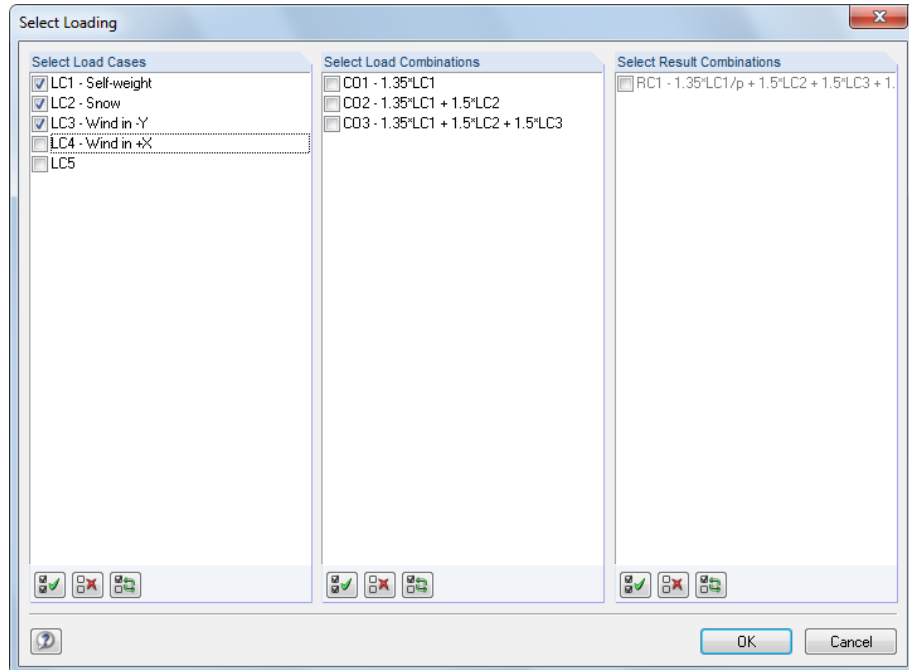 Select Loading
Select Load Cases
LC1 - Self-weight
LC2 - Snow
LC3 - Wind in -Y
LC4 - Wind in +X
LC5
Select Load Combinations
CO1 - 1.35*LC1
CO2 - 1.35*LC1 + 1.5*LC2
CO3 - 1.35*LC1 + 1.5*LC2 + 1.5*LC3
Select Result Combinations
RC1 - 1.35*LC1/p + 1.5*LC2 + 1.5*LC3 + 1.
OK
Cancel